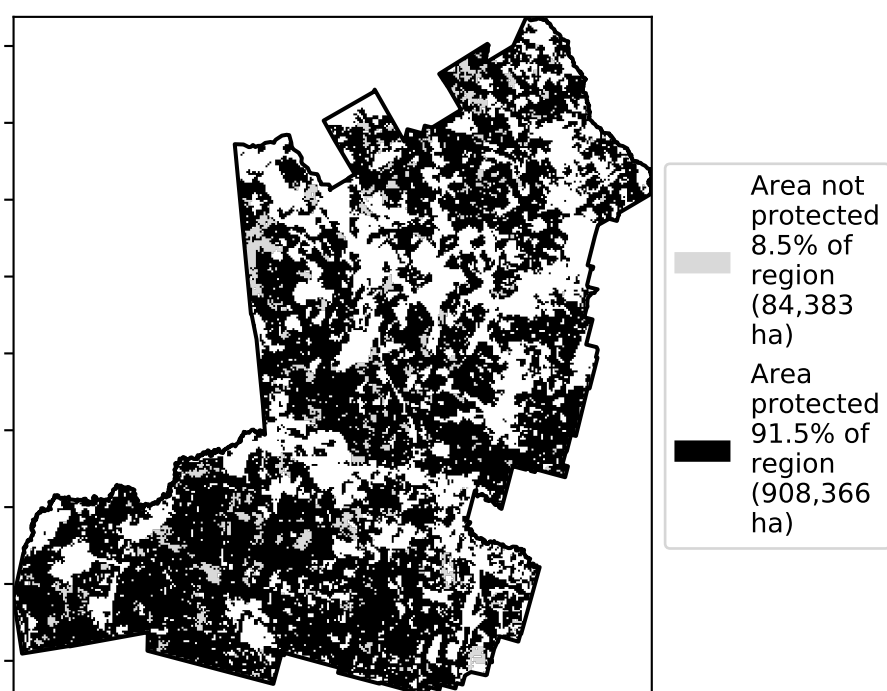 Area not
protected
8.5% of
region
(84,383
ha)
Area
protected
91.5% of
region
(908,366
ha)